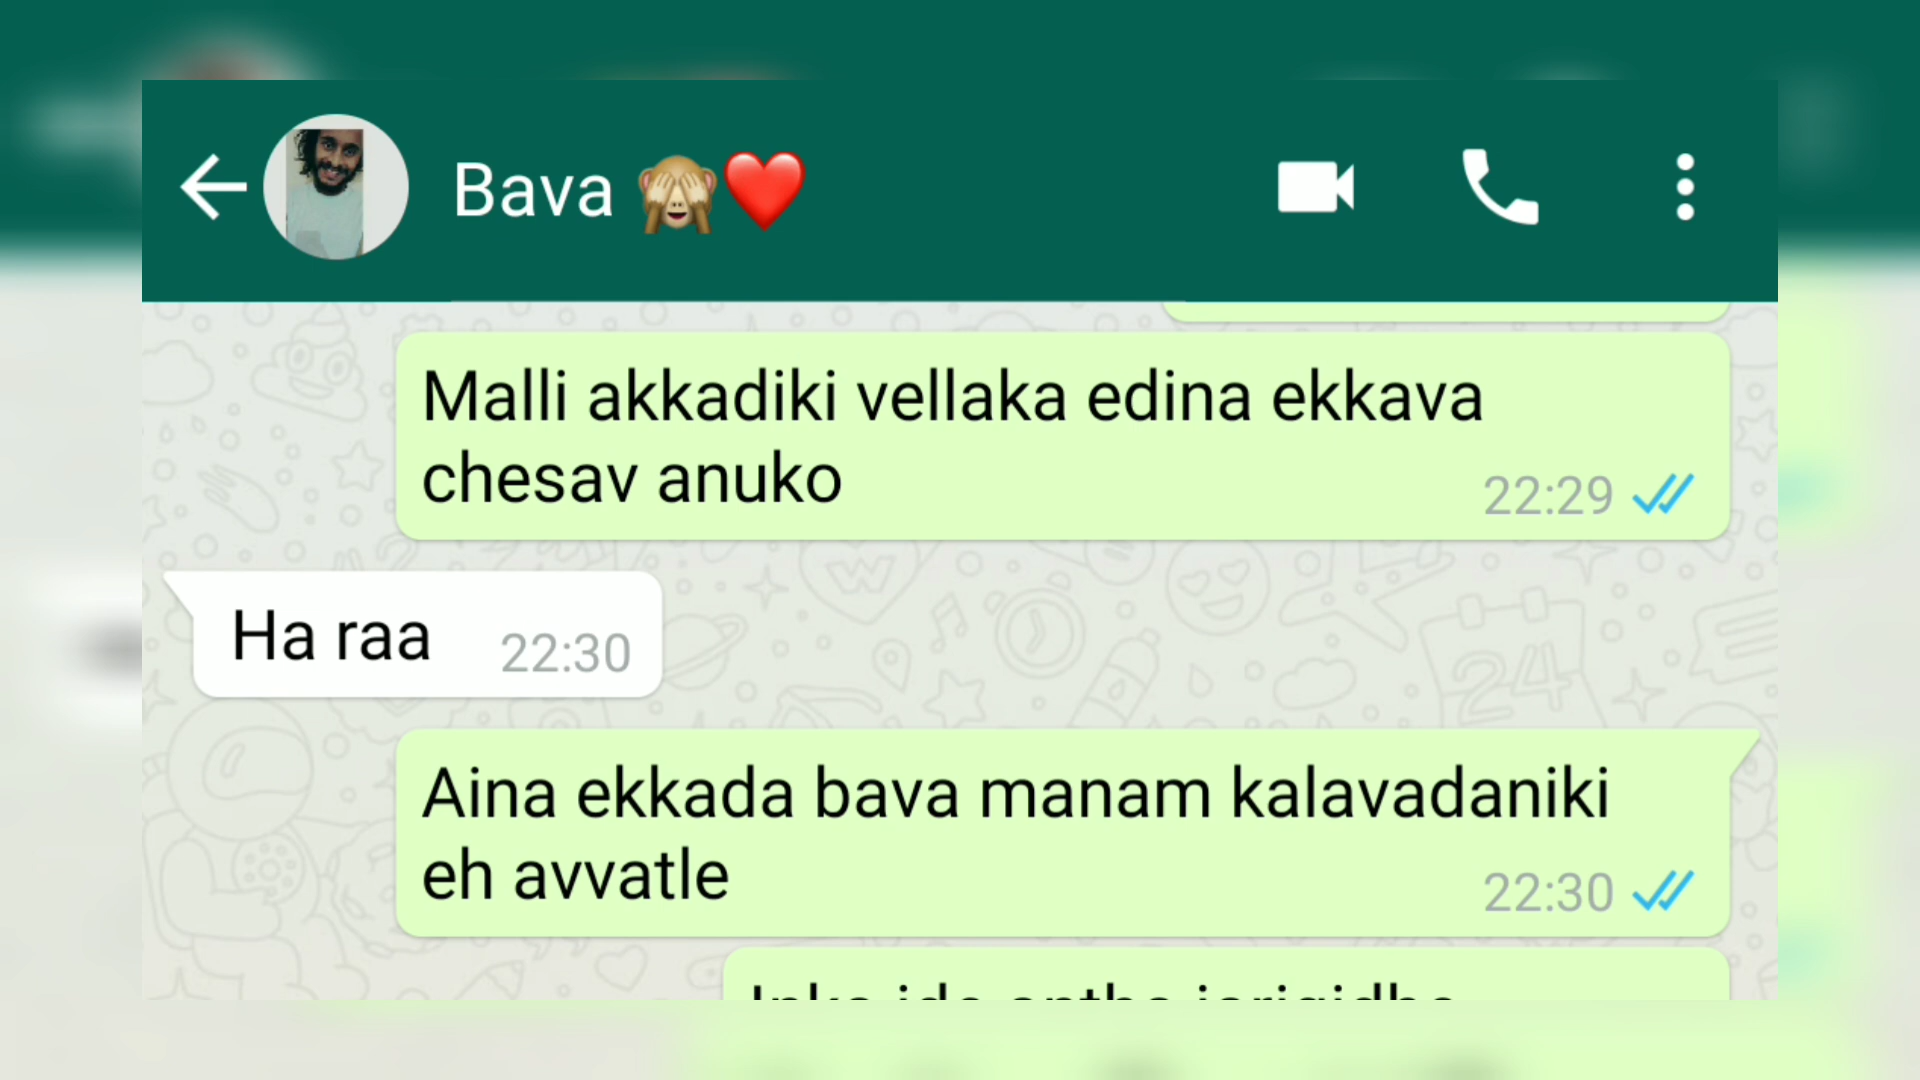 Bava 🙈❤️
Malli akkadiki vellaka edina ekkava
chesav anuko
22:29
Ha raa 22:30
Aina ekkada bava manam kalavadaniki
eh avvatle
22:30